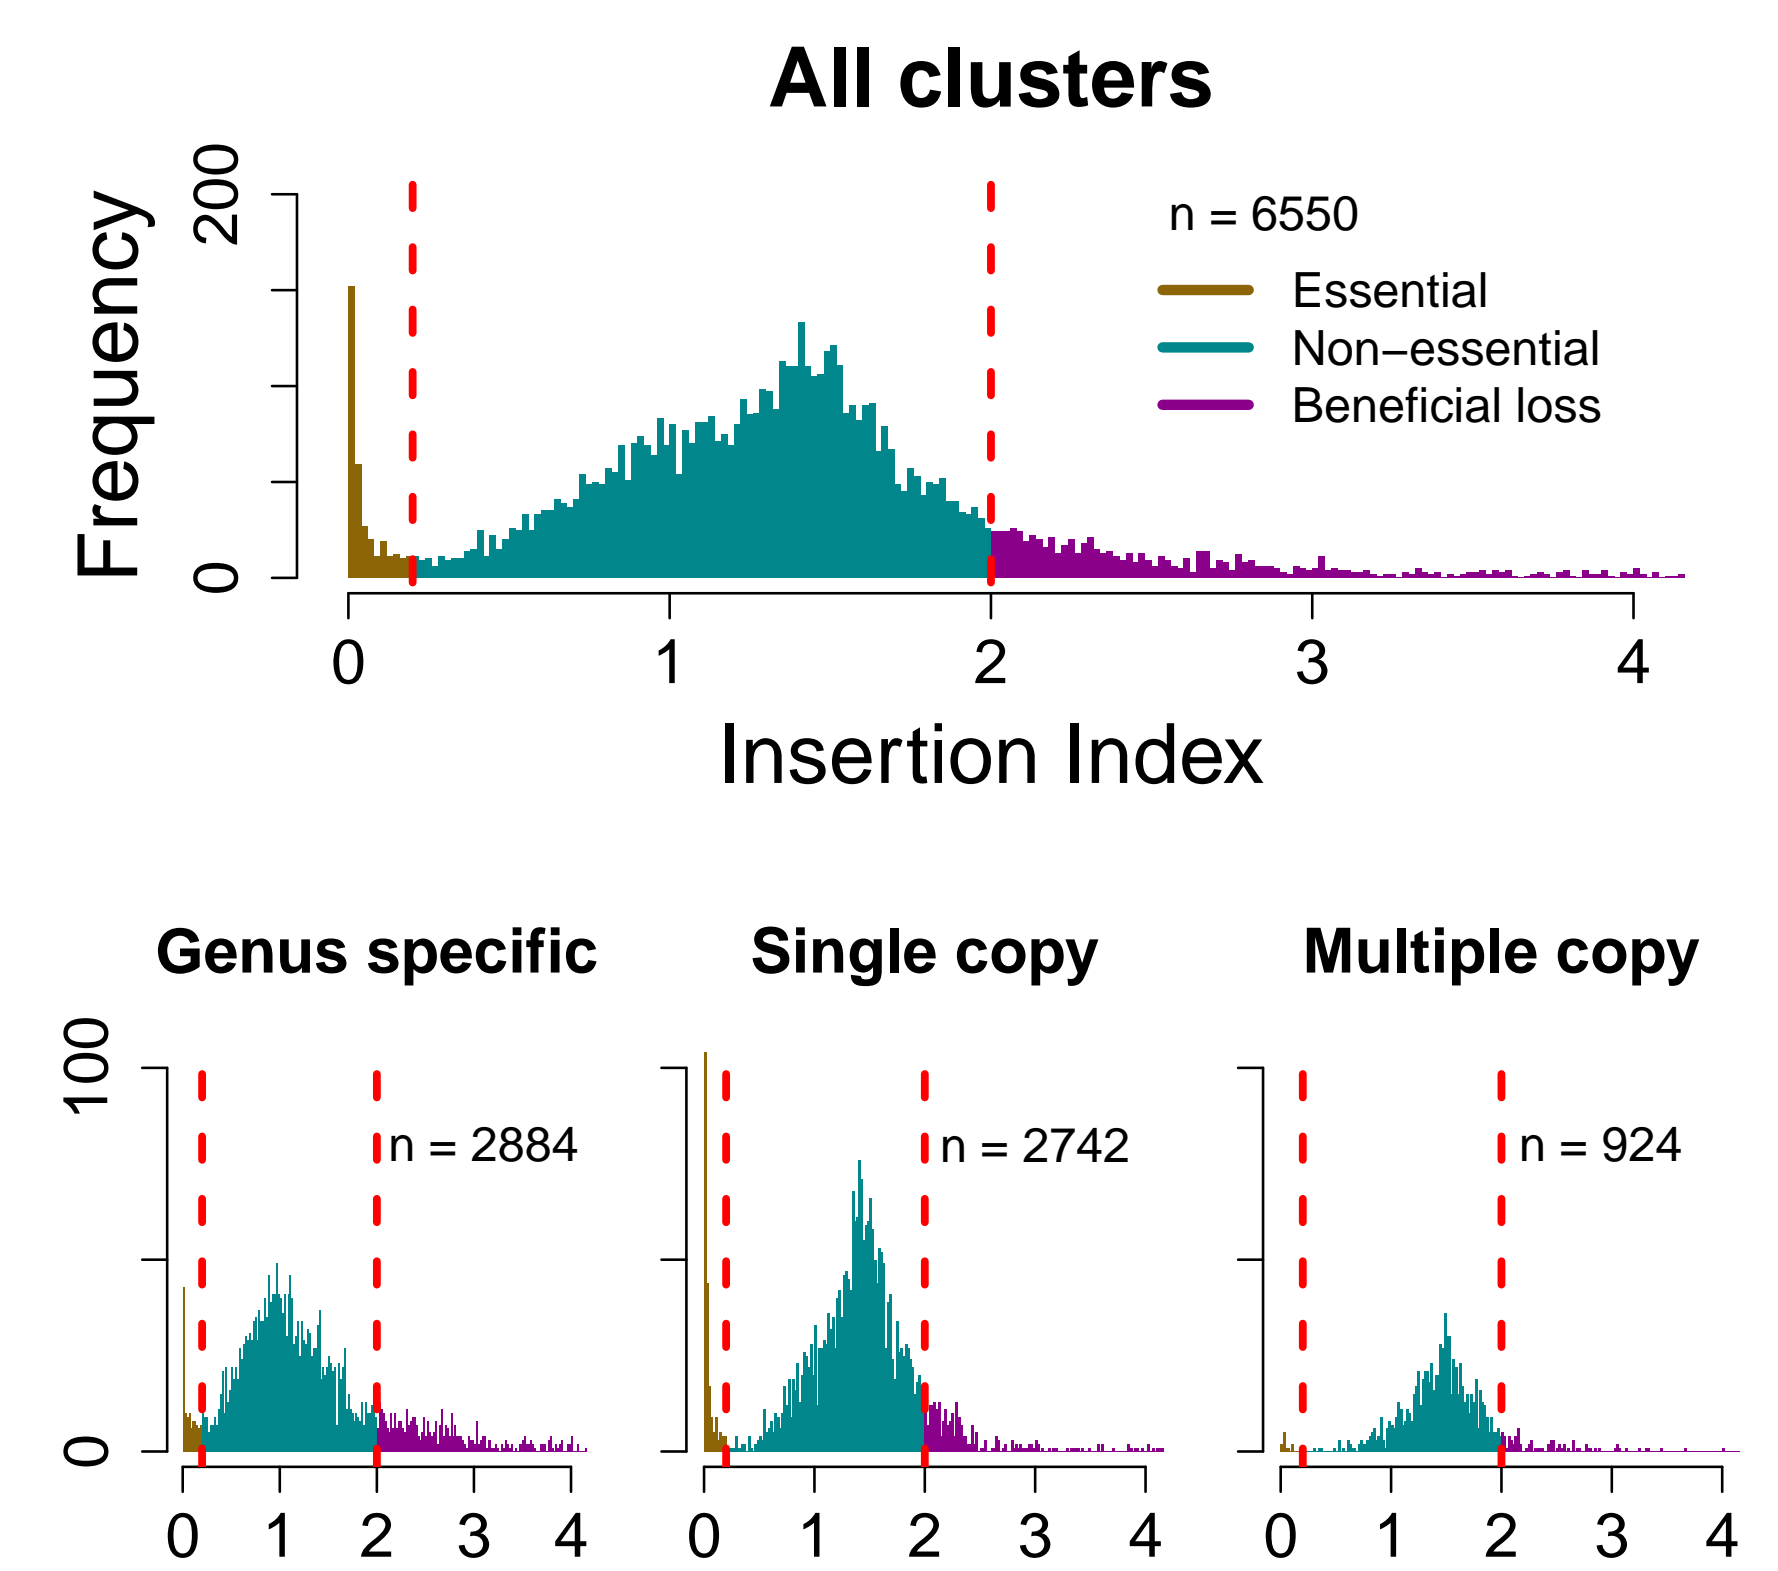 All clusters
Frequency
200
0
n = 6550
Essential
Non−essential
Beneficial loss
0 1 2 3 4
Insertion Index
Genus specific
100
0
n = 2884
0 1 2 3 4
Single copy
n = 2742
0 1 2 3 4
Multiple copy
n = 924
0 1 2 3 4